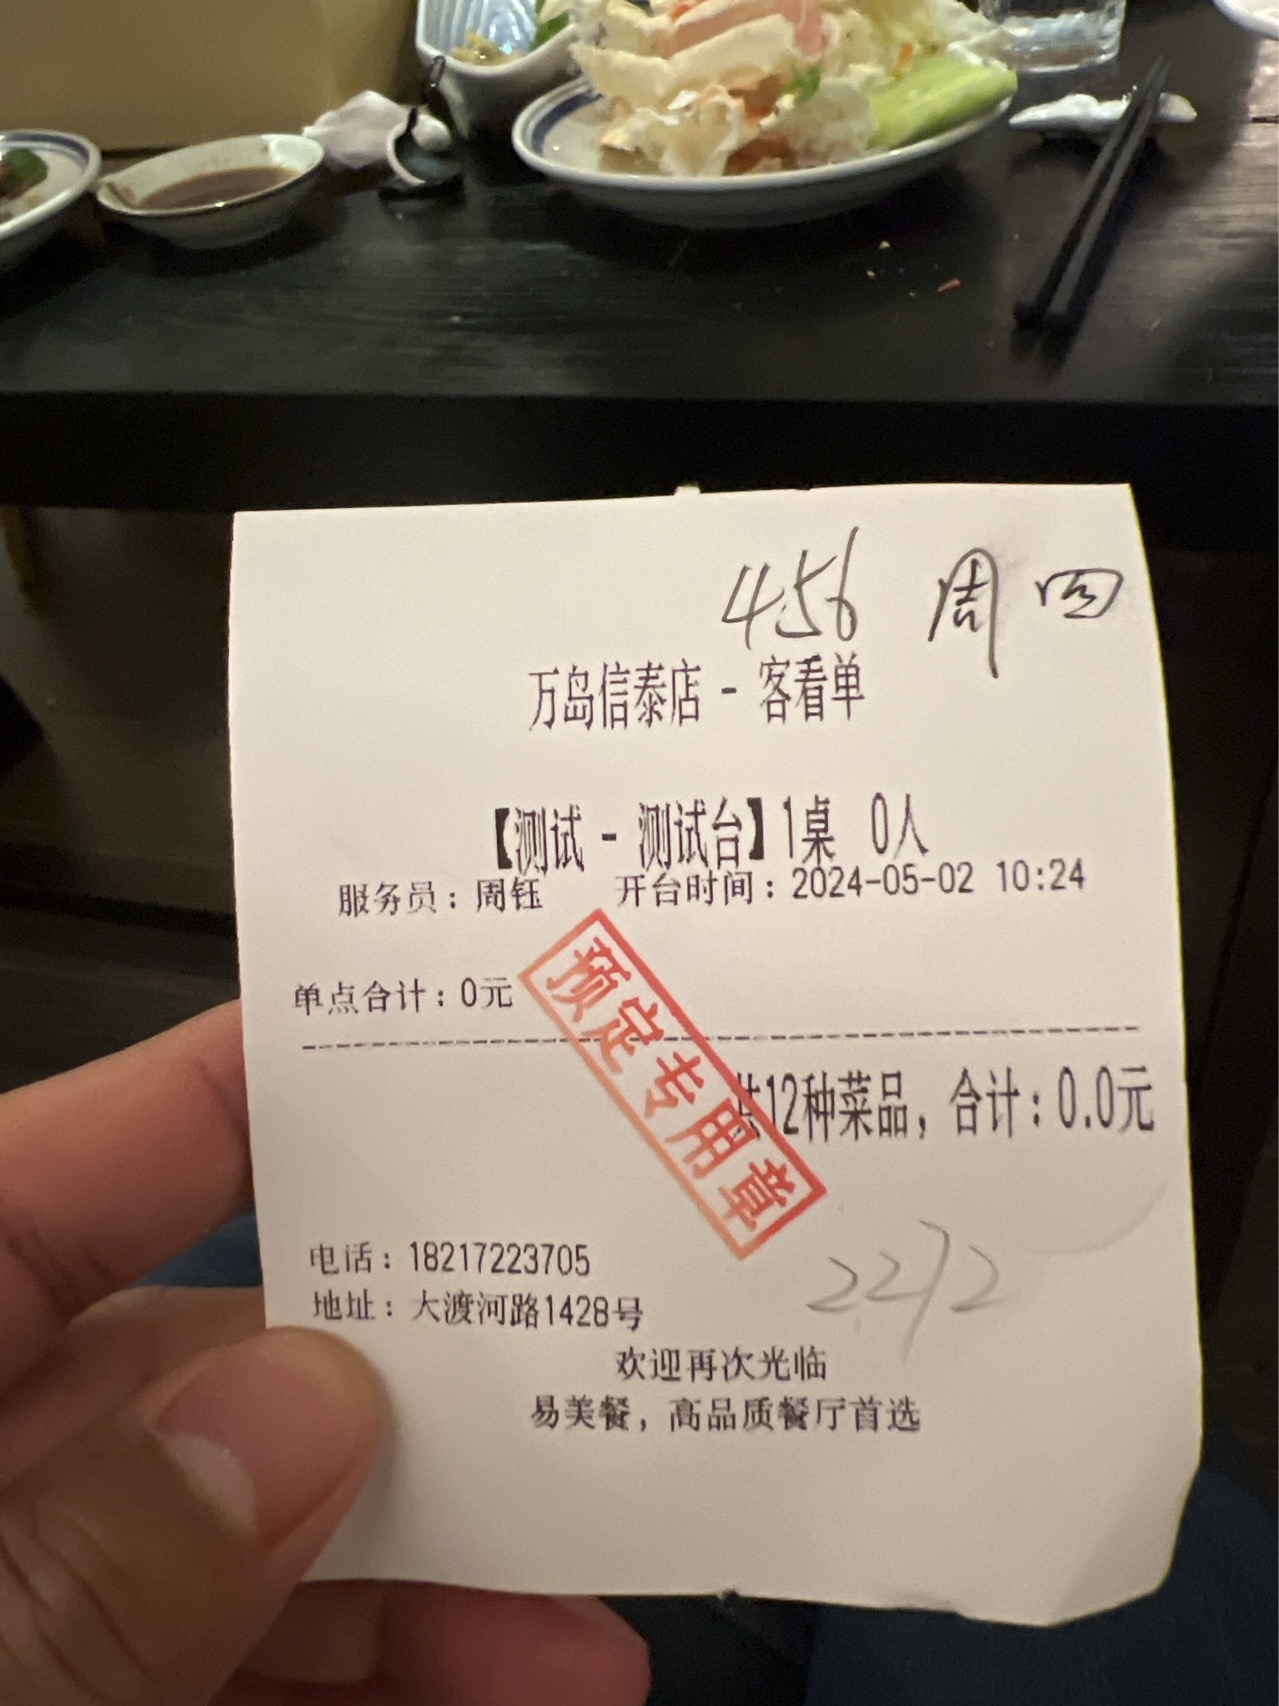 456 周四
万岛信泰店 - 客看单
【测试 - 测试台】1桌 0人
服务员：周钰 开台时间：2024-05-02 10:24
单点合计：0元
预定专用章
共12种菜品，合计：0.0元
电话：18217223705
地址：大渡河路1428号
欢迎再次光临
易美餐，高品质餐厅首选